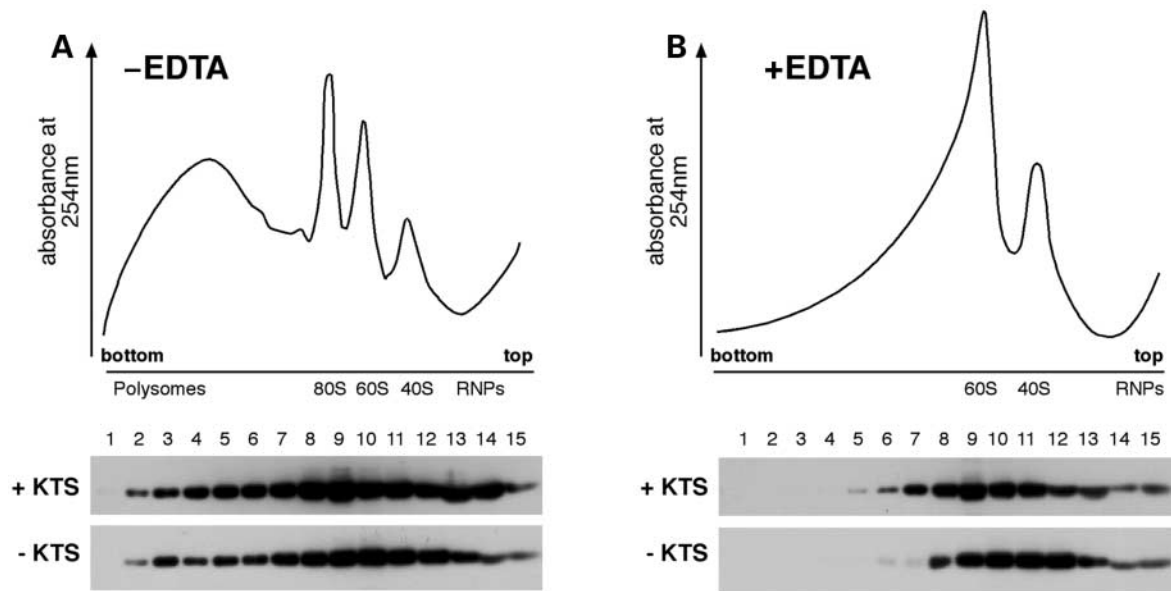 A
−EDTA
absorbance at
254nm
bottom top
Polysomes 80S 60S 40S RNPs
1 2 3 4 5 6 7 8 9 10 11 12 13 14 15
+ KTS
- KTS
B
+EDTA
absorbance at
254nm
bottom top
60S 40S RNPs
1 2 3 4 5 6 7 8 9 10 11 12 13 14 15
+ KTS
- KTS